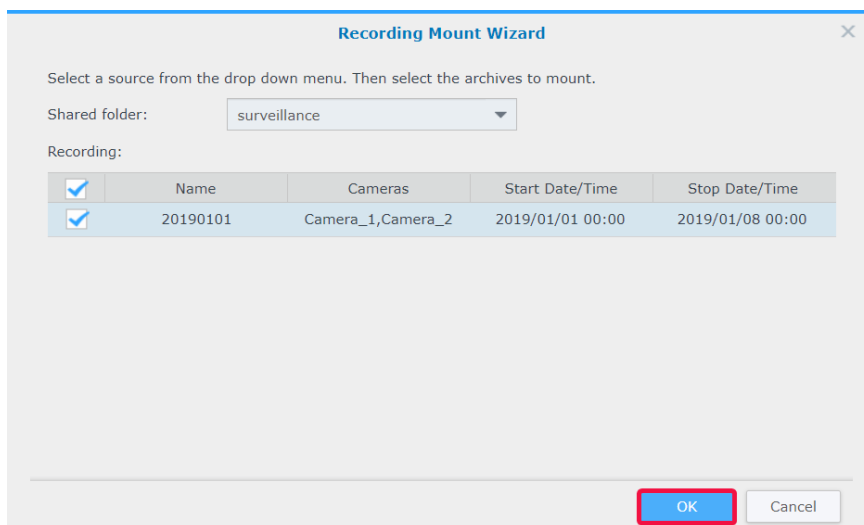 Recording Mount Wizard
Select a source from the drop down menu. Then select the archives to mount.
Shared folder: surveillance
Recording:
Name Cameras Start Date/Time Stop Date/Time
20190101 Camera_1,Camera_2 2019/01/01 00:00 2019/01/08 00:00
OK Cancel